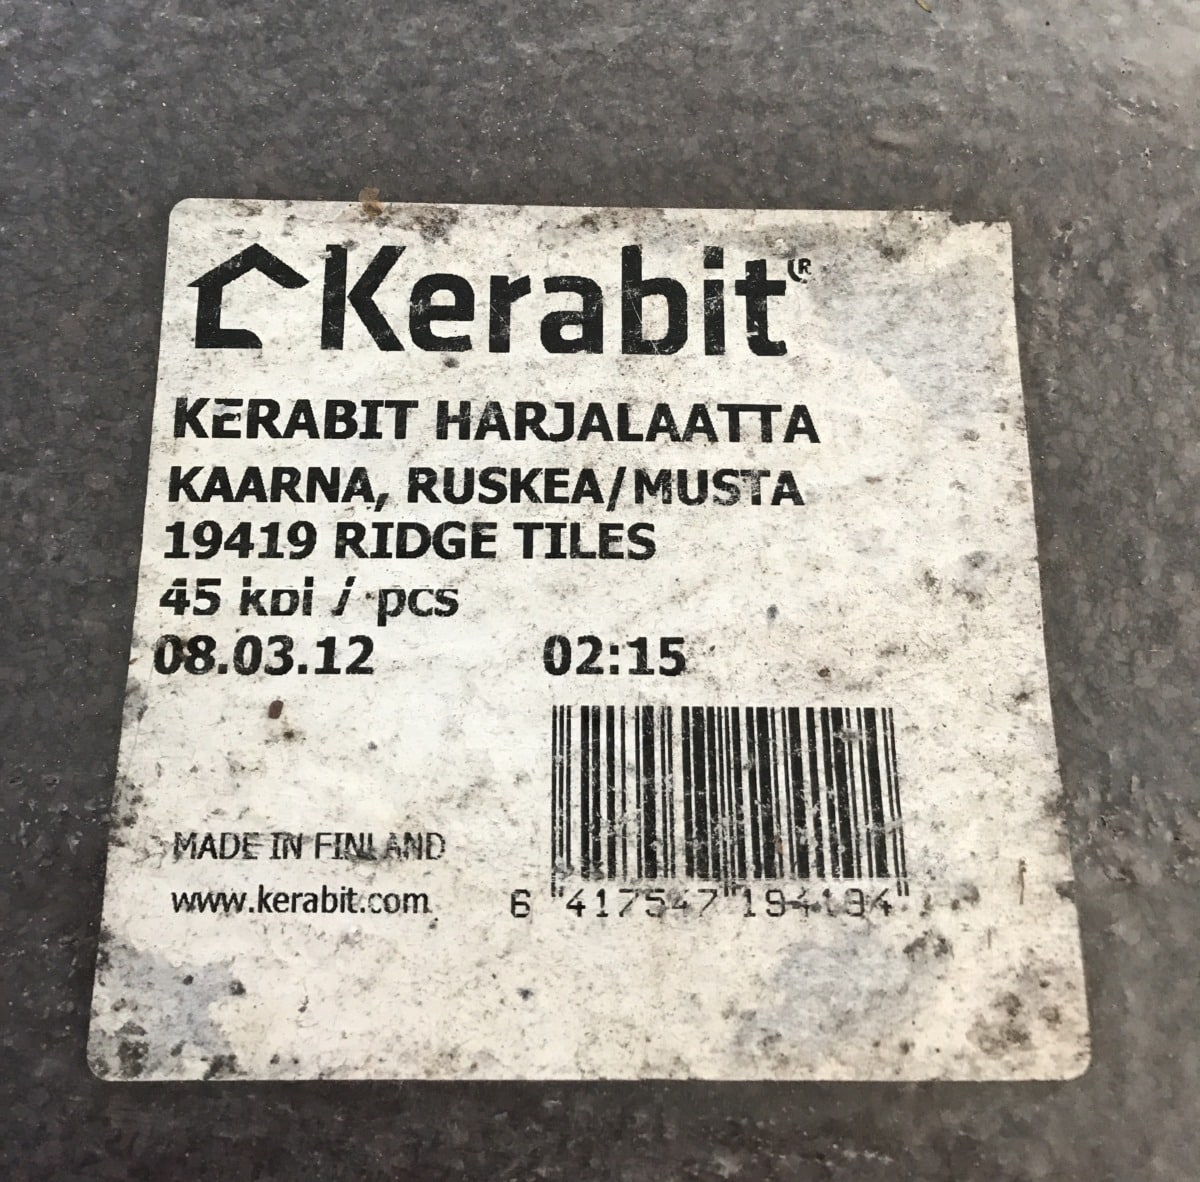 Kerabit®
KERABIT HARJALAATTA
KAARNA, RUSKEA/MUSTA
19419 RIDGE TILES
45 kpl / pcs
08.03.12 02:15
MADE IN FINLAND
www.kerabit.com
6 417547 194194